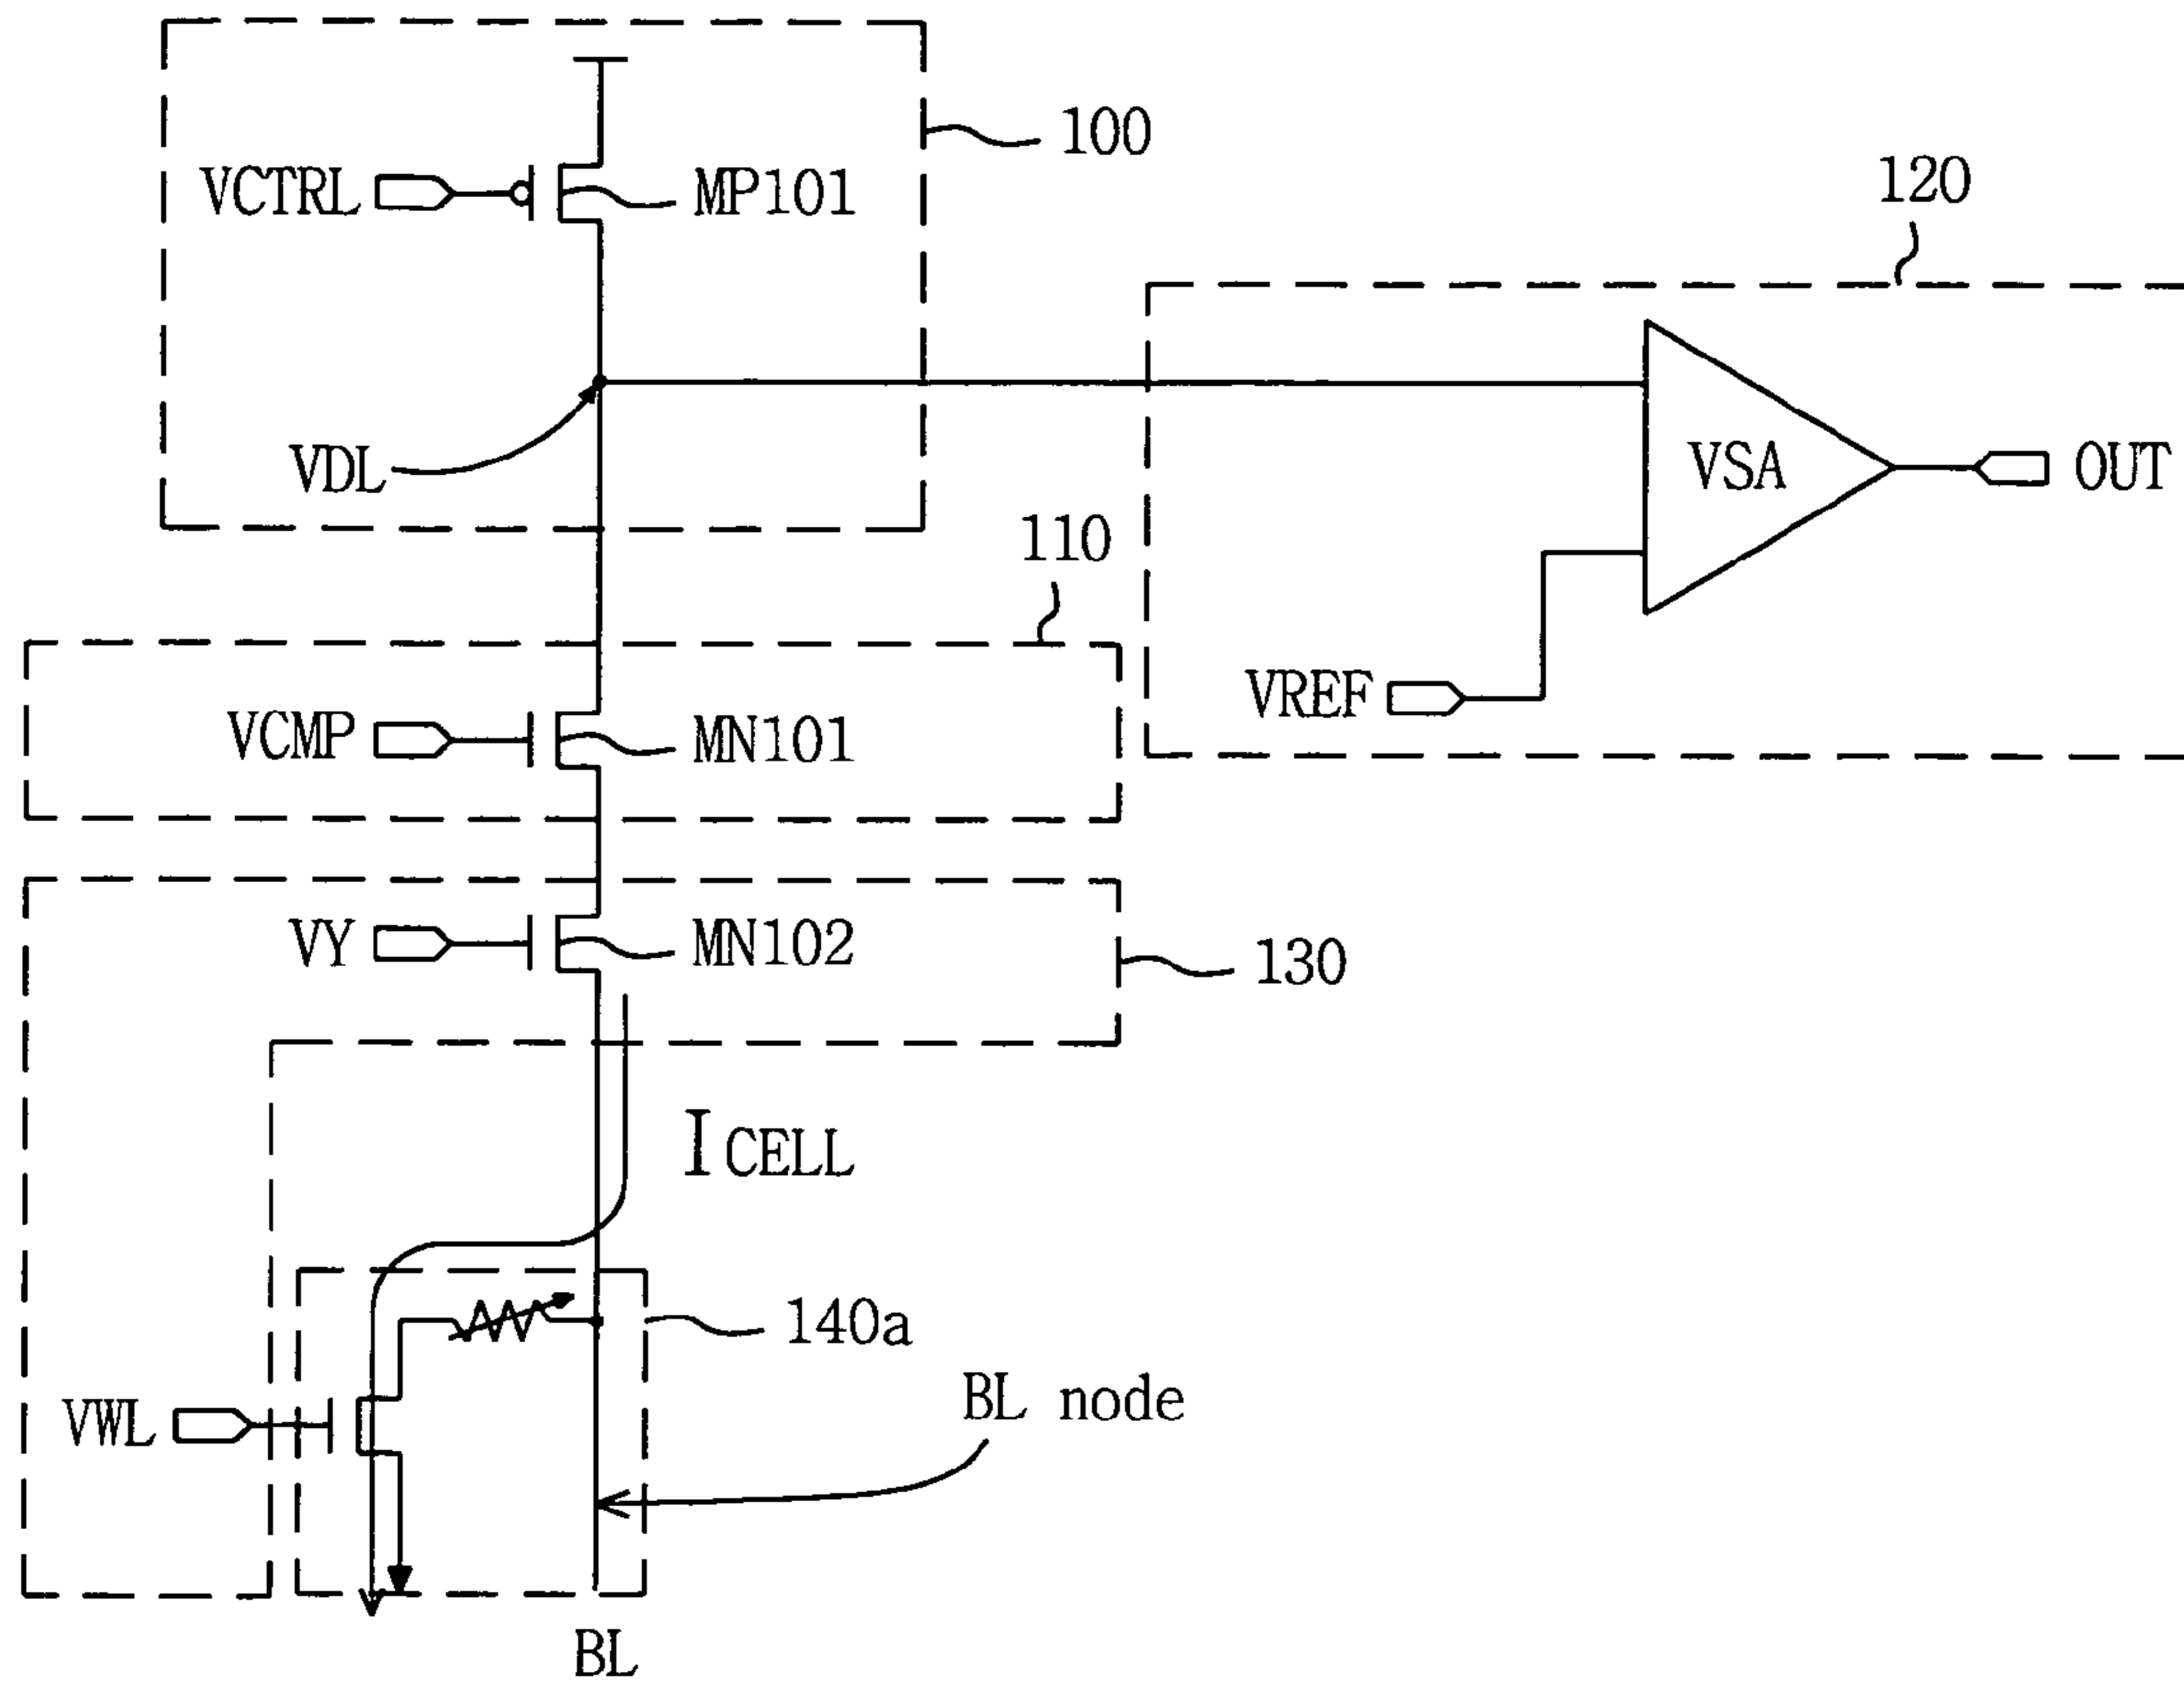 100
VCTRL
MP101
120
VDL
VSA
OUT
110
VREF
VCMP
MN101
VY
MN102
130
ICELL
140a
BL node
VWL
BL